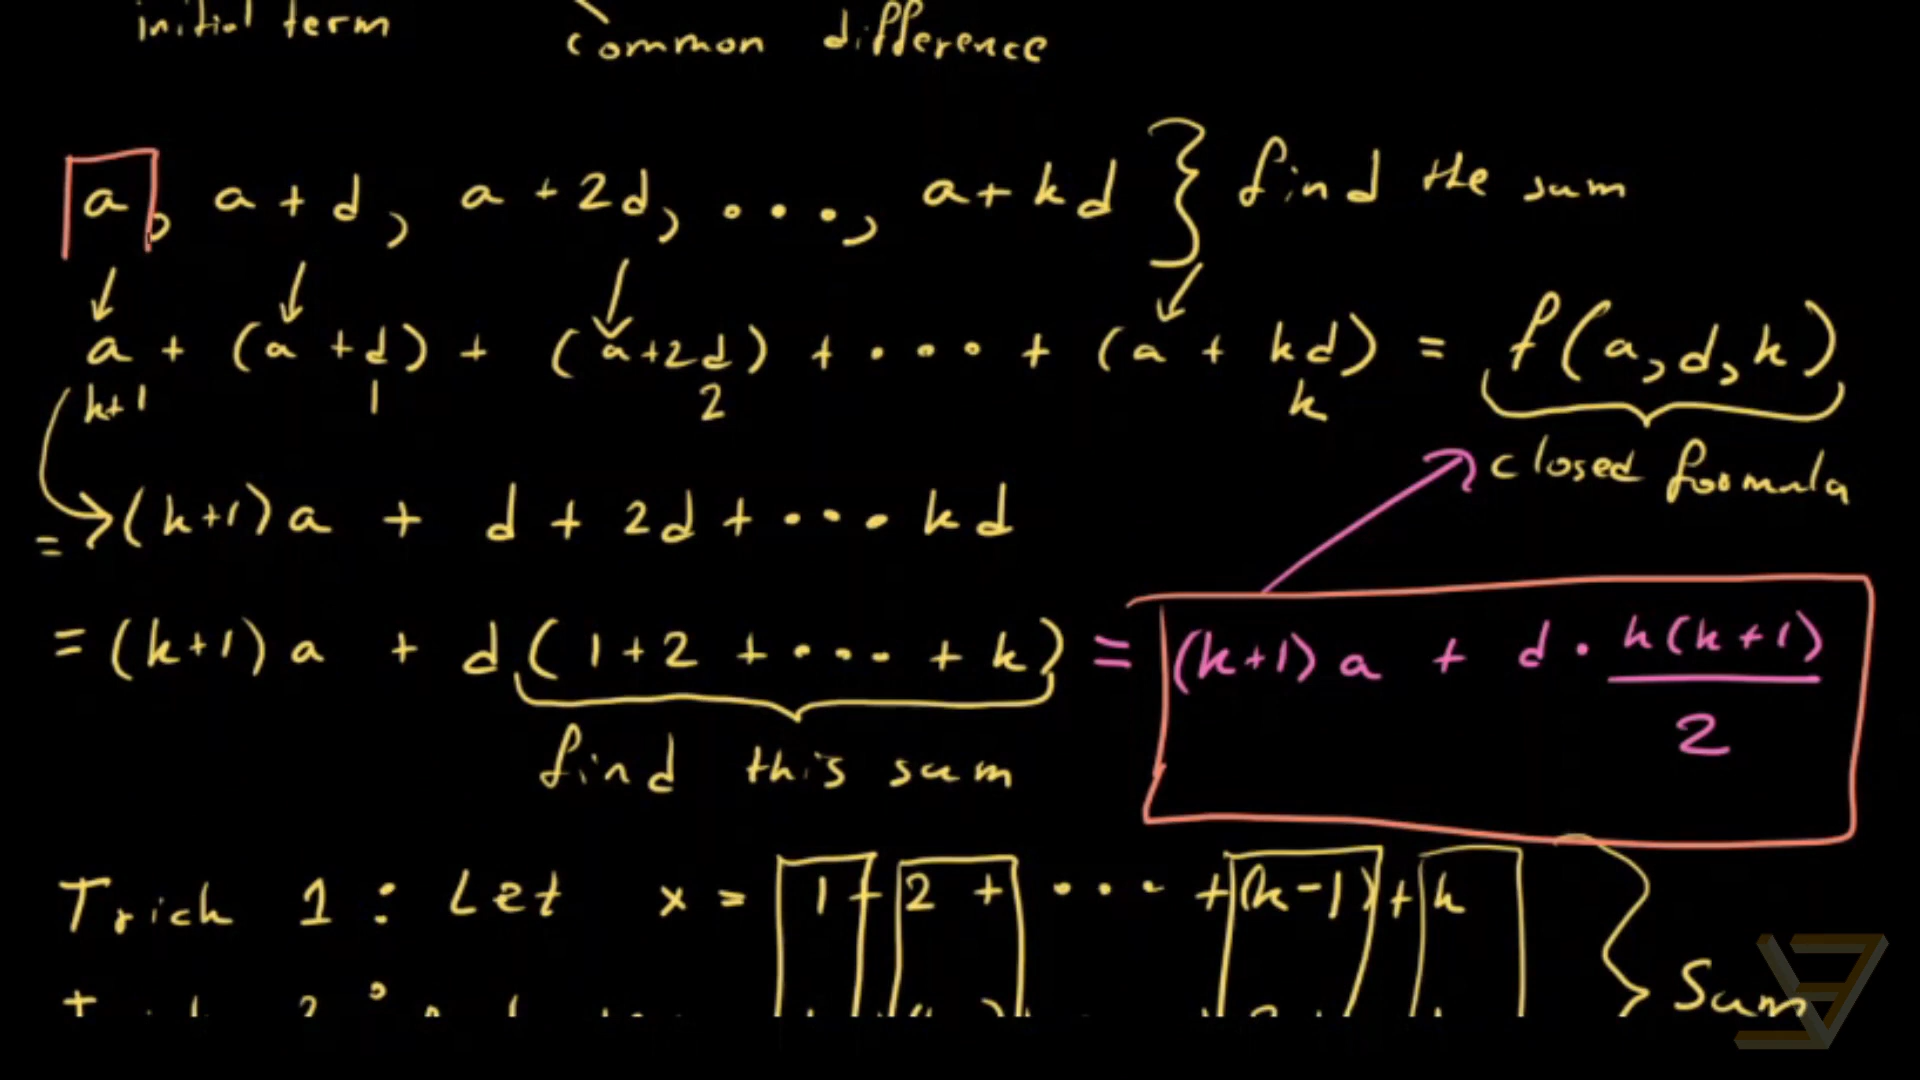 initial term common difference
a, a + d, a + 2d, . . ., a + kd } find the sum
a + (a + d) + (a + 2d) + . . . + (a + kd) = f(a, d, k)
k+1 1 2 k
closed formula
= (k+1) a + d + 2d + . . . kd
= (k+1) a + d (1 + 2 + . . . + k) = (k+1) a + d · k(k+1)
2
find this sum
Trick 1 : Let x = 1 + 2 + . . . + (k-1) + k
Sum